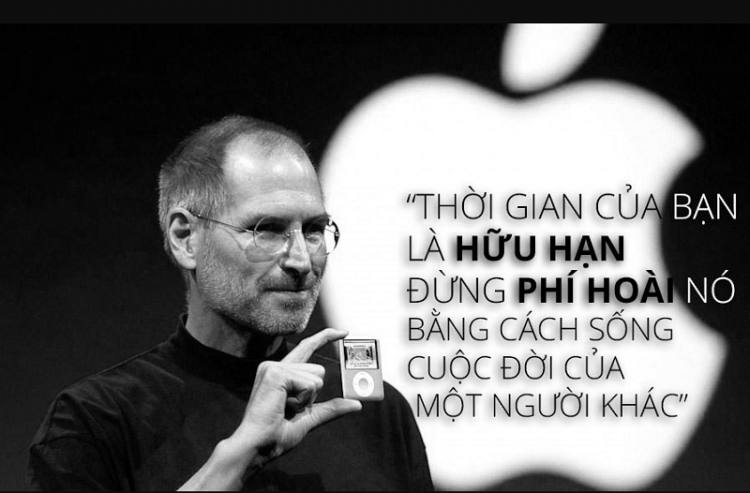 “THỜI GIAN CỦA BẠN
LÀ HỮU HẠN
ĐỪNG PHÍ HOÀI NÓ
BẰNG CÁCH SỐNG
CUỘC ĐỜI CỦA
MỘT NGƯỜI KHÁC”